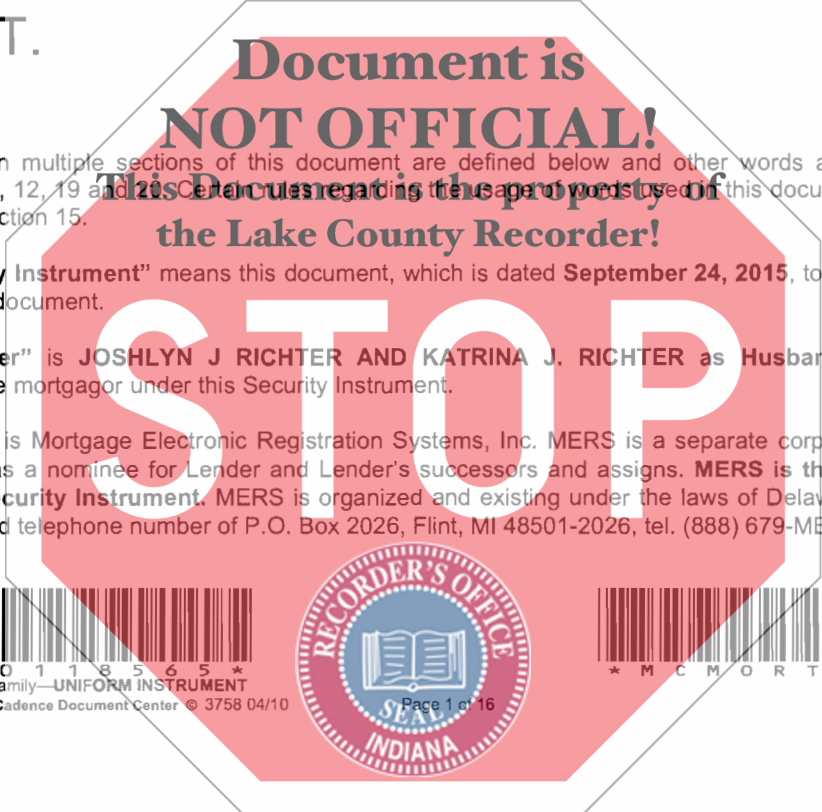 T.
Document is
NOT OFFICIAL!
n multiple sections of this document are defined below and other words a
, 12, 19 and 20. Certain rules regarding the usage of words used in this docu
This Document is the property of
ction 15.
the Lake County Recorder!
y Instrument” means this document, which is dated September 24, 2015, to
document.
er” is JOSHLYN J RICHTER AND KATRINA J. RICHTER as Husban
e mortgagor under this Security Instrument.
STOP
is Mortgage Electronic Registration Systems, Inc. MERS is a separate corp
s a nominee for Lender and Lender’s successors and assigns. MERS is th
curity Instrument. MERS is organized and existing under the laws of Delaw
d telephone number of P.O. Box 2026, Flint, MI 48501-2026, tel. (888) 679-ME
RECORDER'S OFFICE
SEAL
INDIANA
0 1 1 8 5 6 5 *
* M C M O R T
amily—UNIFORM INSTRUMENT
Cadence Document Center © 3758 04/10 Page 1 of 16